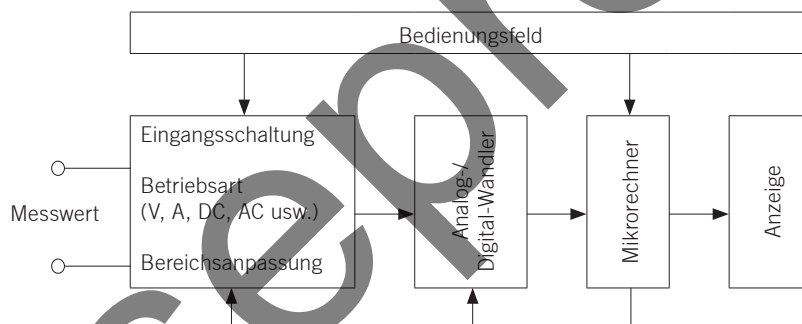 Bedienungsfeld
Eingangsschaltung
Betriebsart
(V, A, DC, AC usw.)
Bereichsanpassung
Messwert
Analog-/
Digital-Wandler
Mikrorechner
Anzeige